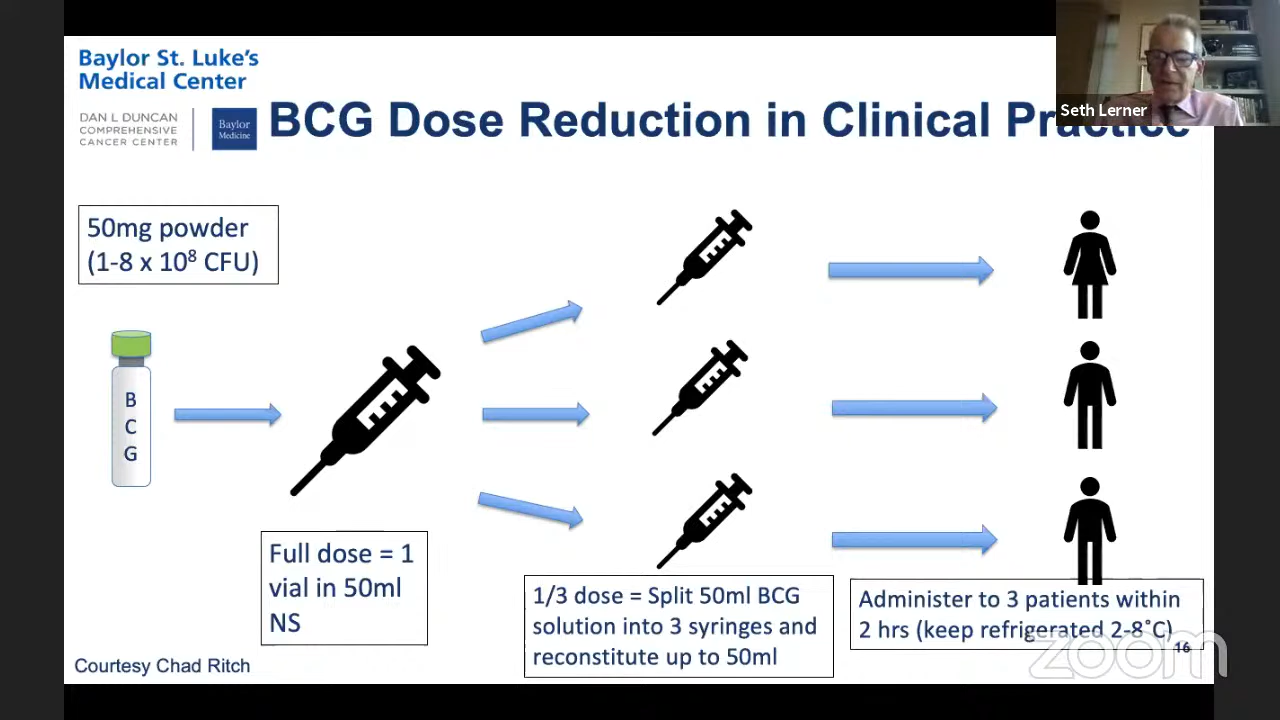 Baylor St. Luke's
Medical Center
DAN L DUNCAN
COMPREHENSIVE
CANCER CENTER
Baylor
Medicine
BCG Dose Reduction in Clinical Practice
Seth Lerner
50mg powder
(1-8 x 10⁸ CFU)
B
C
G
Full dose = 1
vial in 50ml
NS
1/3 dose = Split 50ml BCG
solution into 3 syringes and
reconstitute up to 50ml
Administer to 3 patients within
2 hrs (keep refrigerated 2-8˚C)
Courtesy Chad Ritch
16
zoom